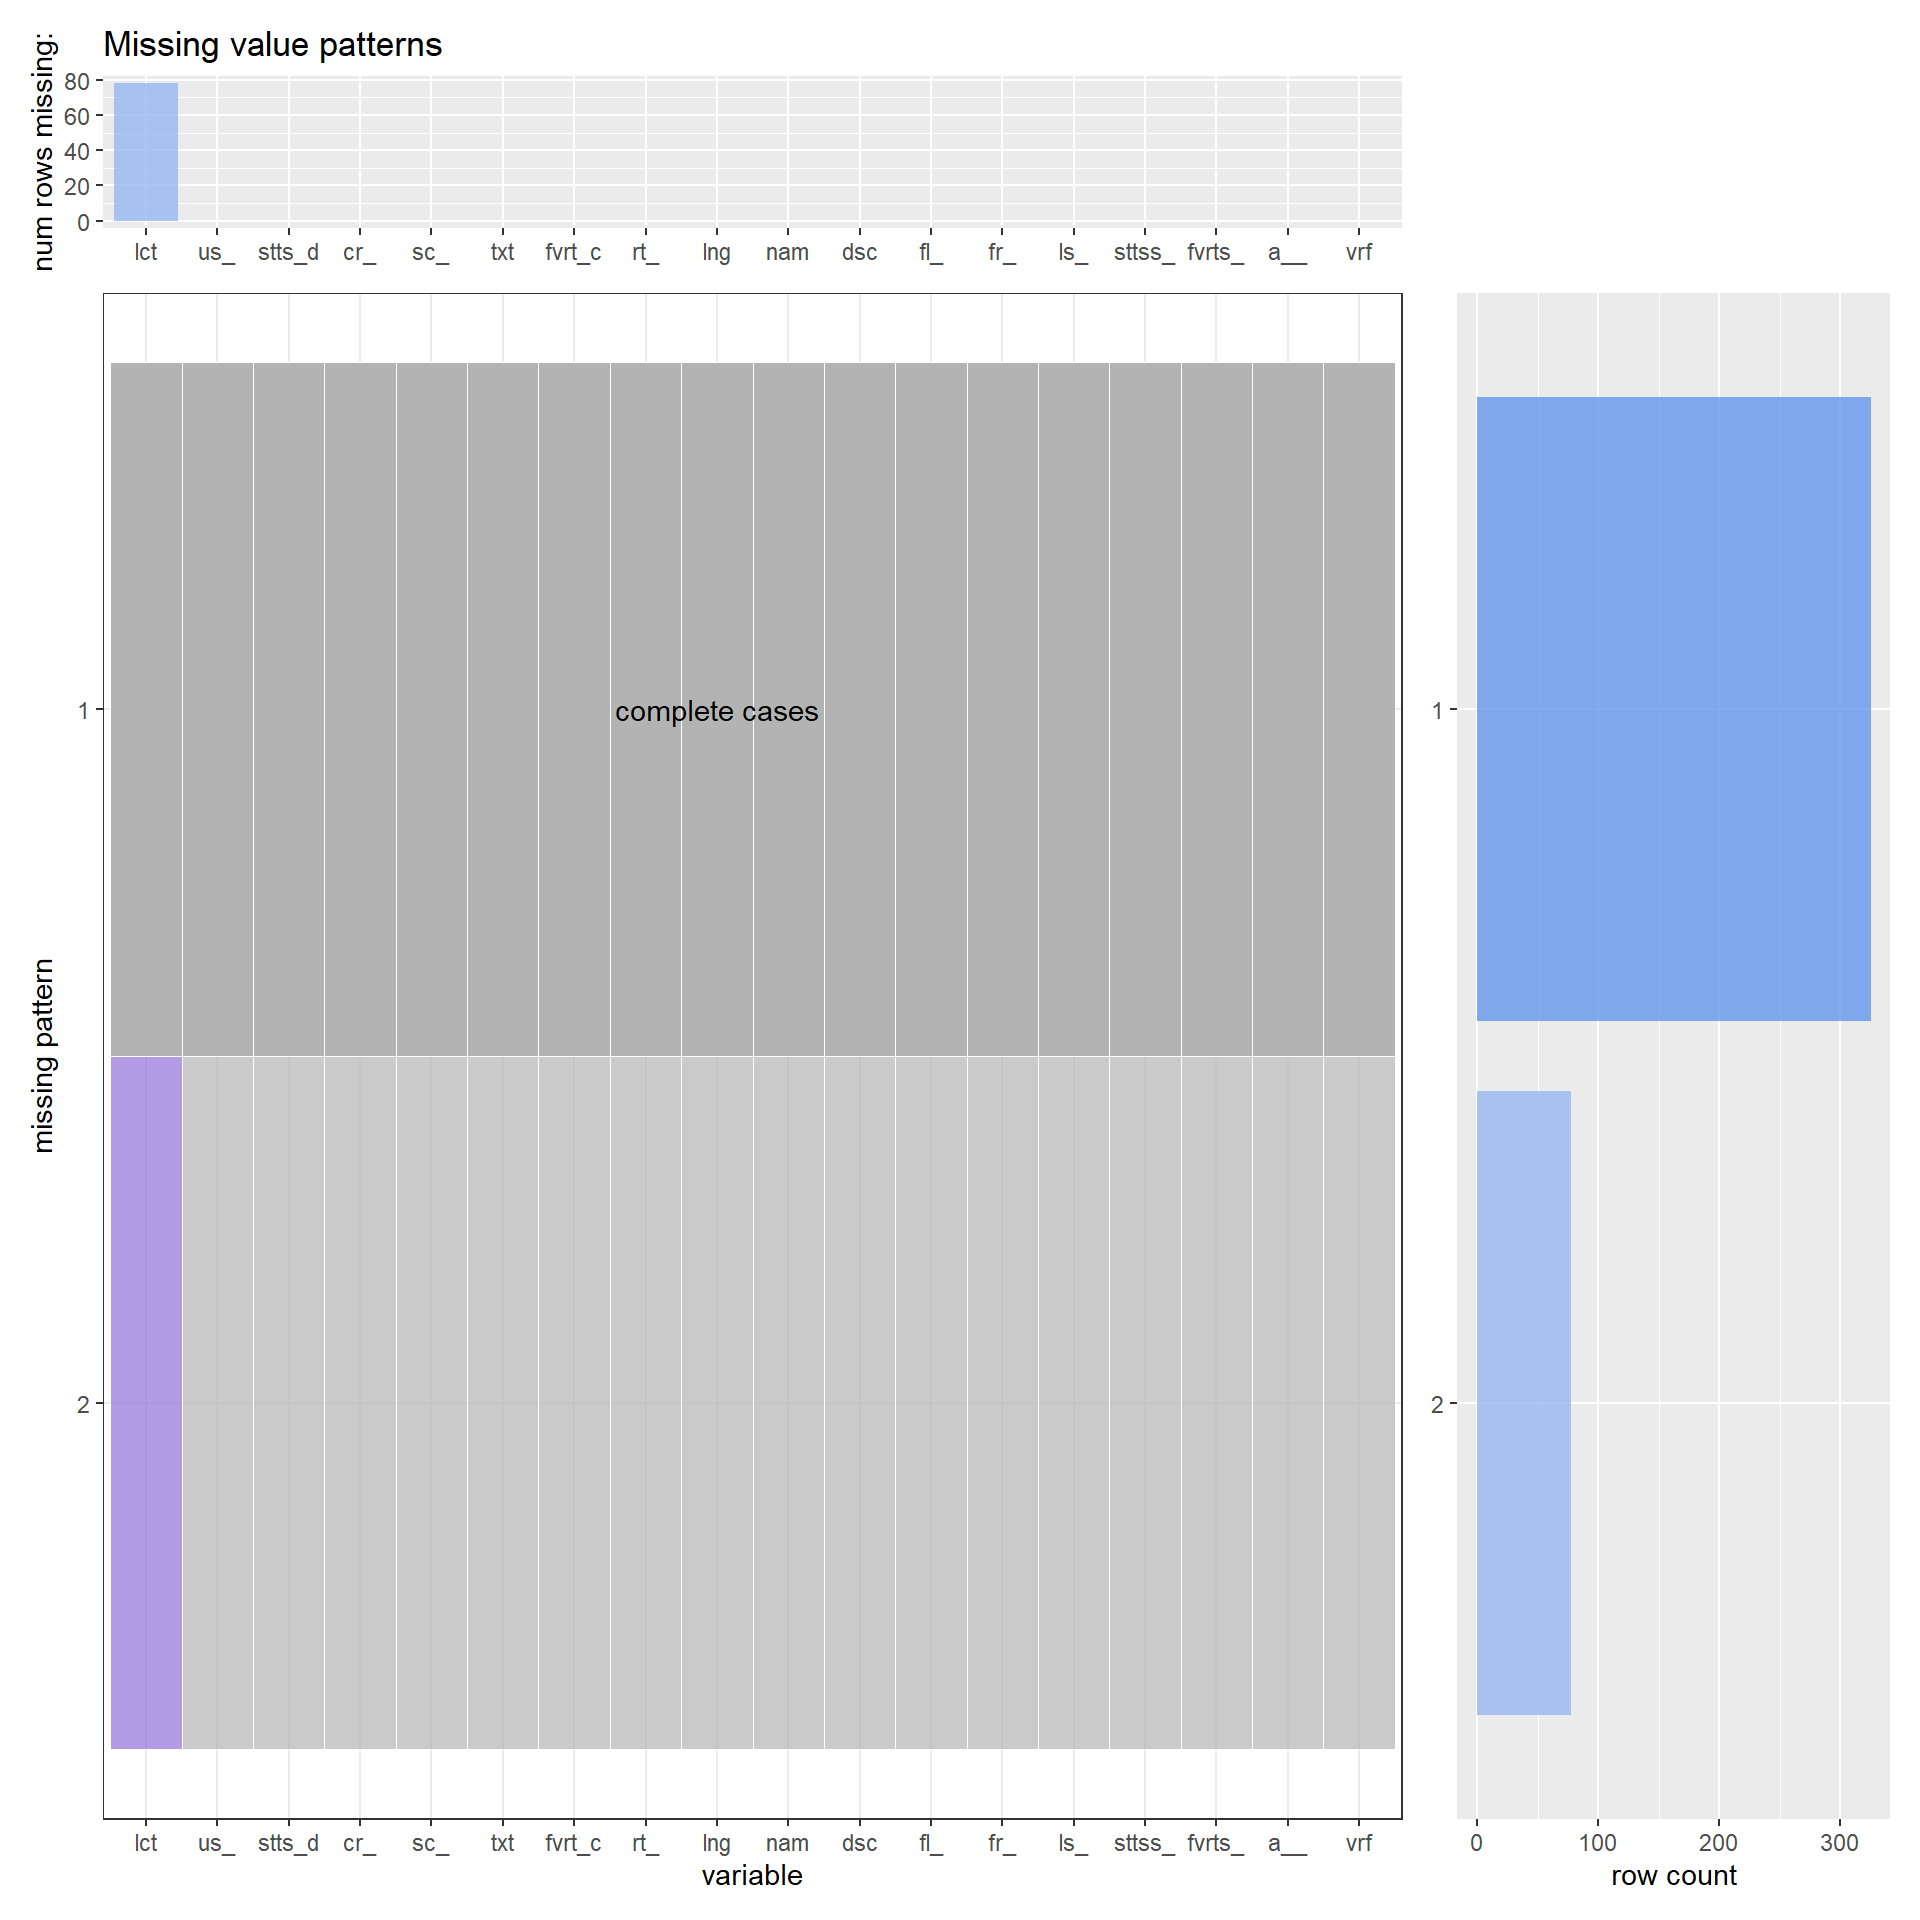 Missing value patterns
num rows missing:
80
60
40
20
0
lct us_ stts_d cr_ sc_ txt fvrt_c rt_ lng nam dsc fl_ fr_ ls_ sttss_ fvrts_ a__ vrf
missing pattern
1
complete cases
2
lct us_ stts_d cr_ sc_ txt fvrt_c rt_ lng nam dsc fl_ fr_ ls_ sttss_ fvrts_ a__ vrf
variable
1
2
0 100 200 300
row count